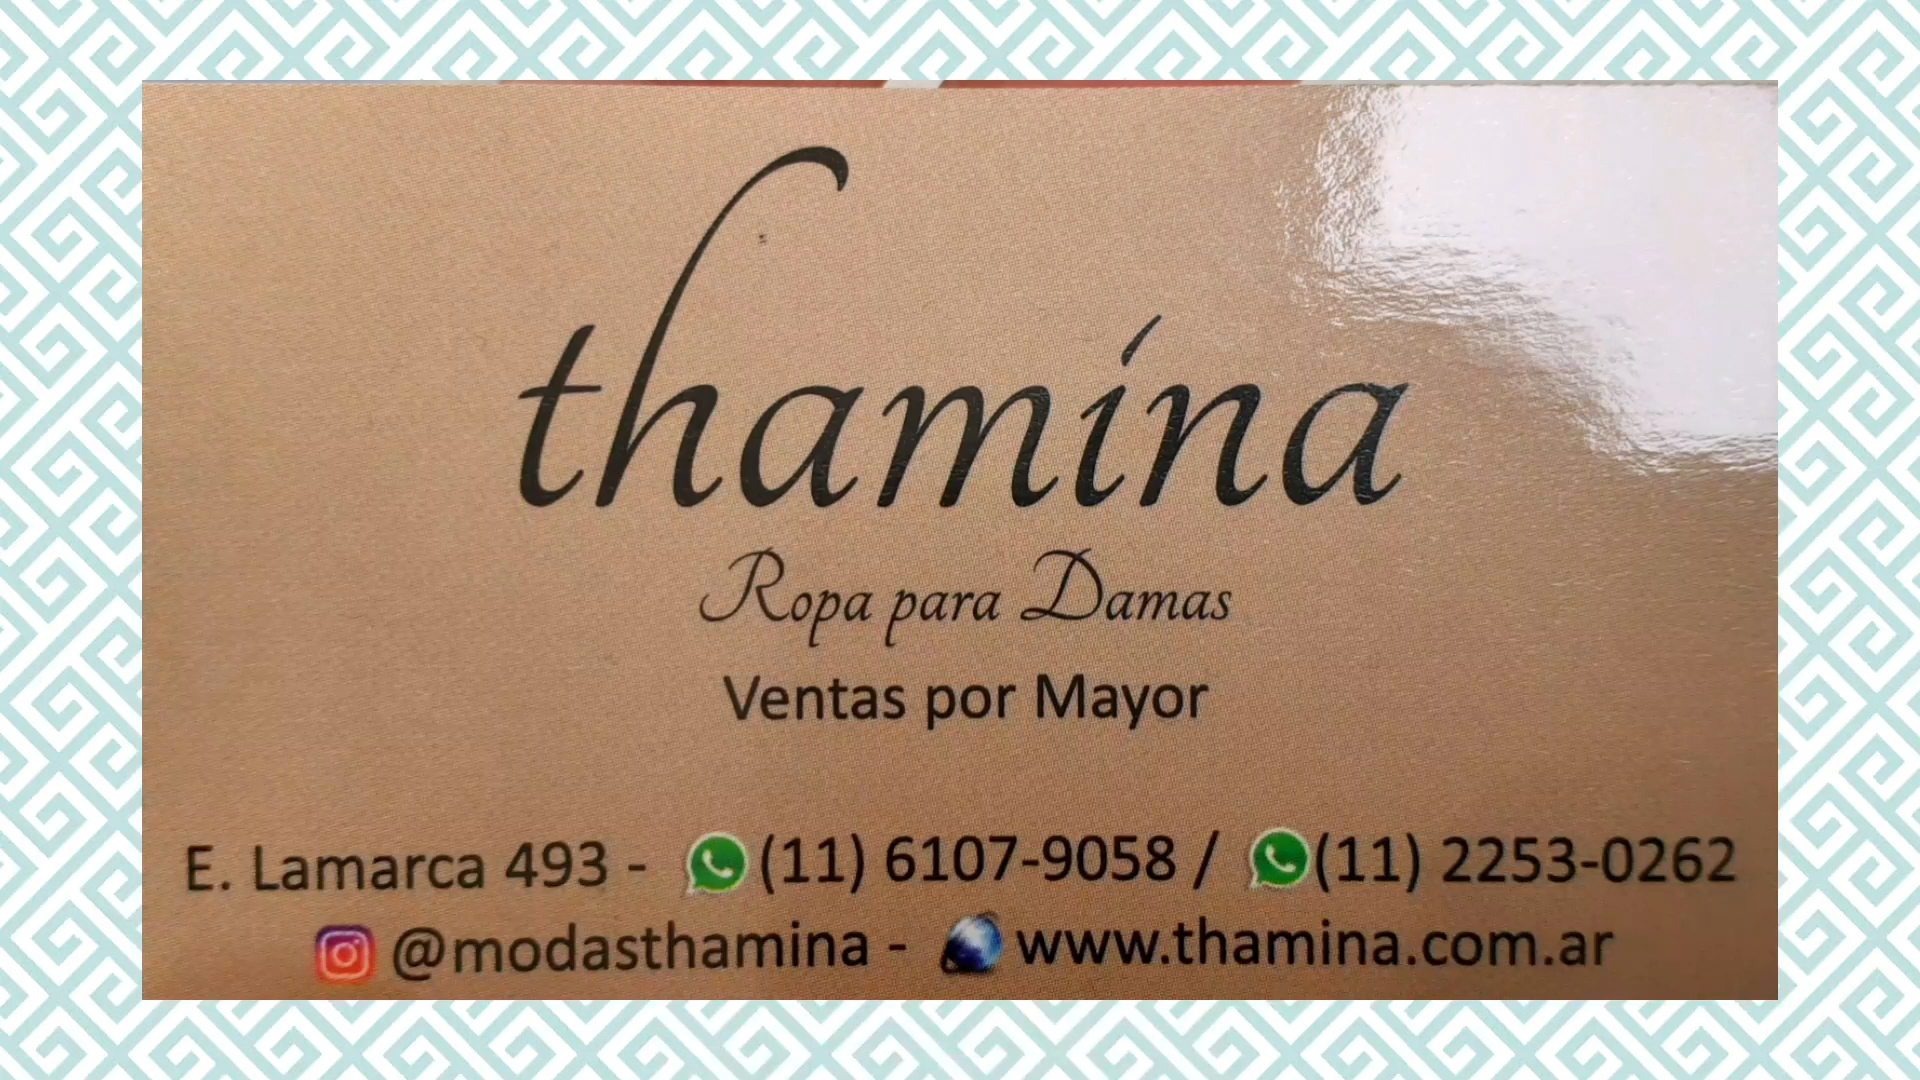 thamina
Ropa para Damas
Ventas por Mayor
E. Lamarca 493 - (11) 6107-9058 / (11) 2253-0262
@modasthamina - www.thamina.com.ar